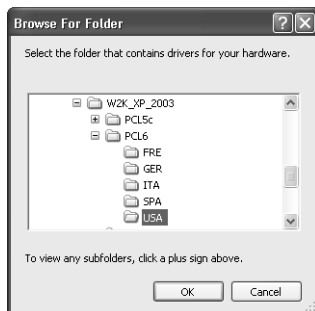 Browse For Folder
Select the folder that contains drivers for your hardware.
W2K_XP_2003
PCL5c
PCL6
FRE
GER
ITA
SPA
USA
To view any subfolders, click a plus sign above.
OK Cancel